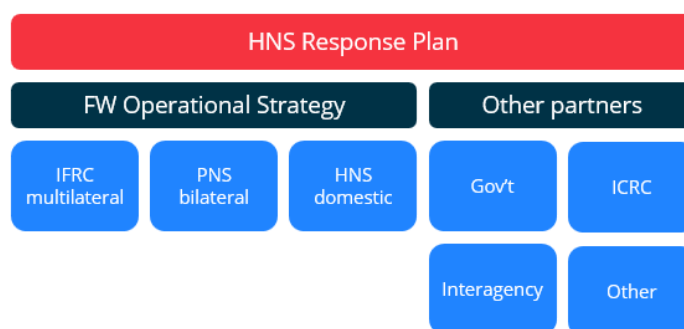 HNS Response Plan
FW Operational Strategy
Other partners
IFRC
multilateral
PNS
bilateral
HNS
domestic
Gov't
ICRC
Interagency
Other